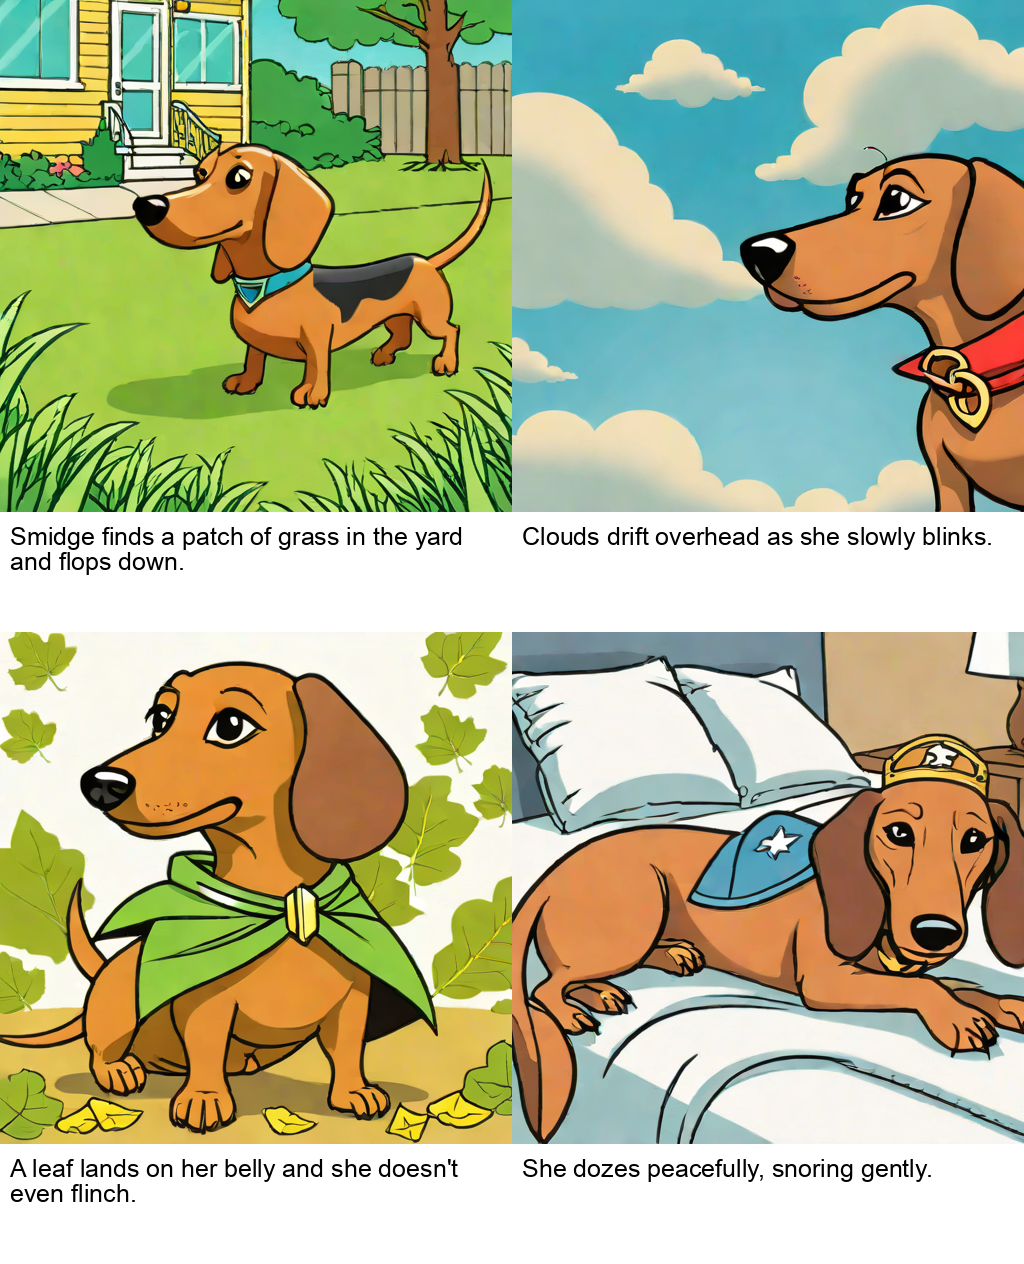 Smidge finds a patch of grass in the yard
and flops down.
Clouds drift overhead as she slowly blinks.
A leaf lands on her belly and she doesn't
even flinch.
She dozes peacefully, snoring gently.